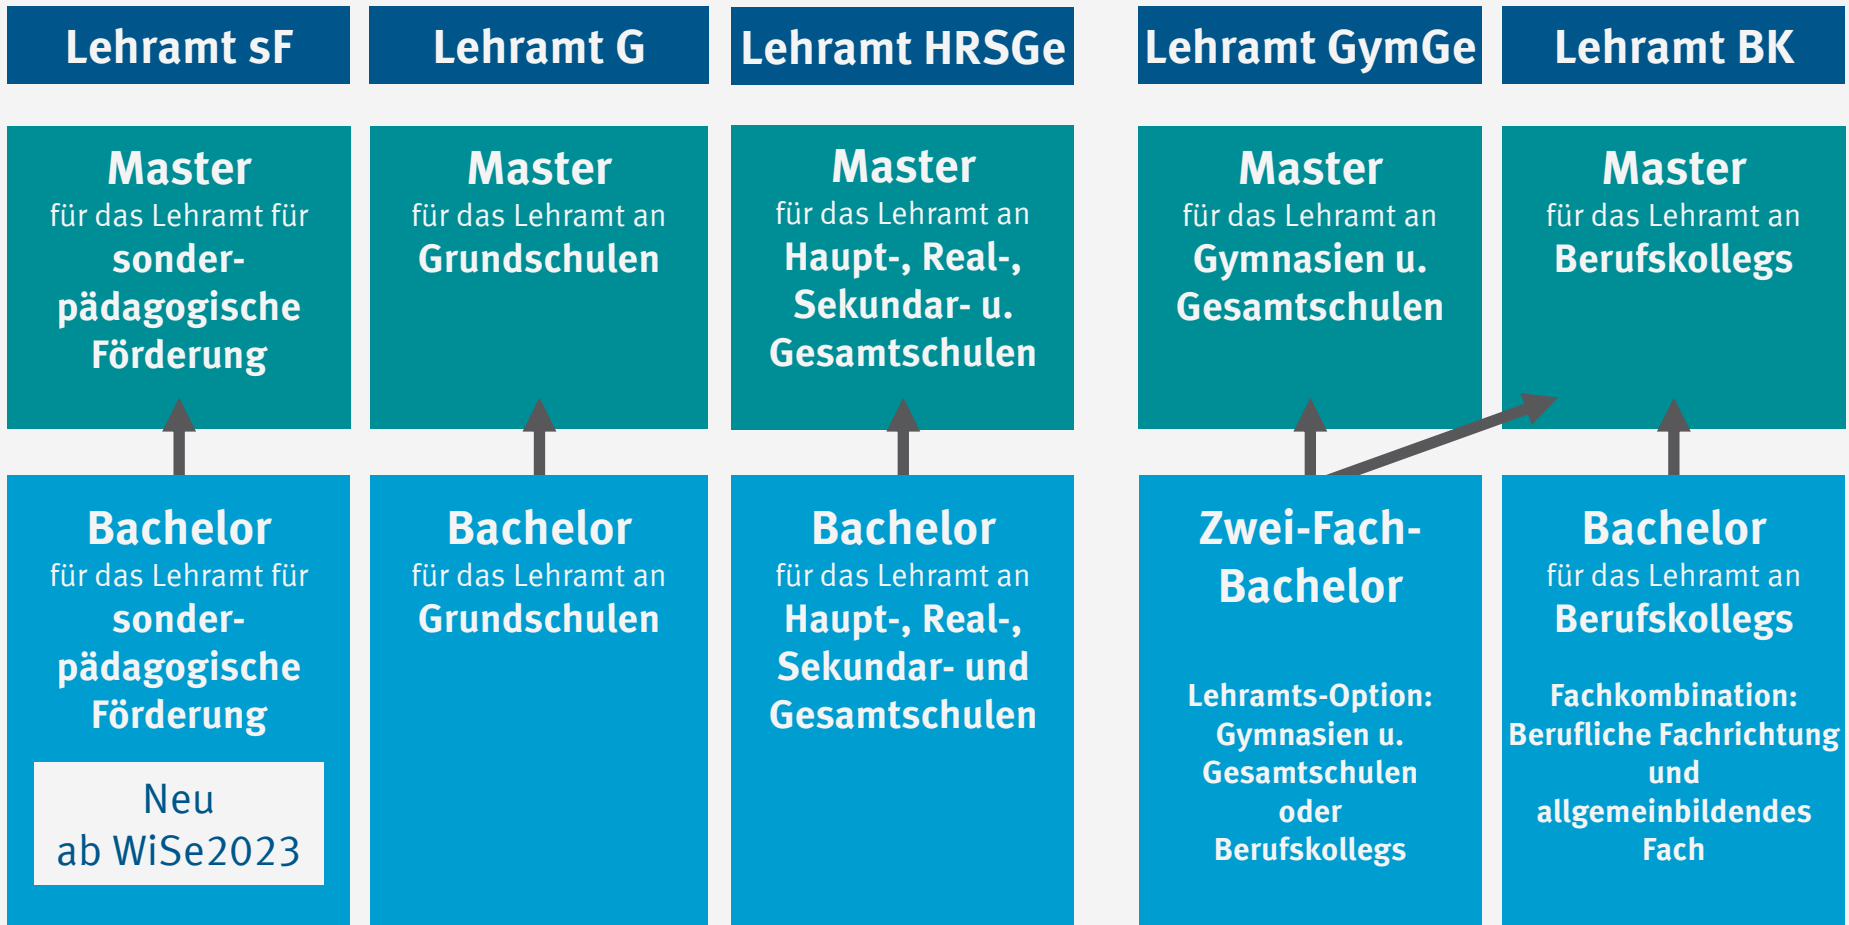 Lehramt sF
Lehramt G
Lehramt HRSGe
Lehramt GymGe
Lehramt BK
Master
für das Lehramt für
sonder-
pädagogische
Förderung
Master
für das Lehramt an
Grundschulen
Master
für das Lehramt an
Haupt-, Real-,
Sekundar- u.
Gesamtschulen
Master
für das Lehramt an
Gymnasien u.
Gesamtschulen
Master
für das Lehramt an
Berufskollegs
Bachelor
für das Lehramt für
sonder-
pädagogische
Förderung
Neu
ab WiSe2023
Bachelor
für das Lehramt an
Grundschulen
Bachelor
für das Lehramt an
Haupt-, Real-,
Sekundar- und
Gesamtschulen
Zwei-Fach-
Bachelor
Lehramts-Option:
Gymnasien u.
Gesamtschulen
oder
Berufskollegs
Bachelor
für das Lehramt an
Berufskollegs
Fachkombination:
Berufliche Fachrichtung
und
allgemeinbildendes
Fach